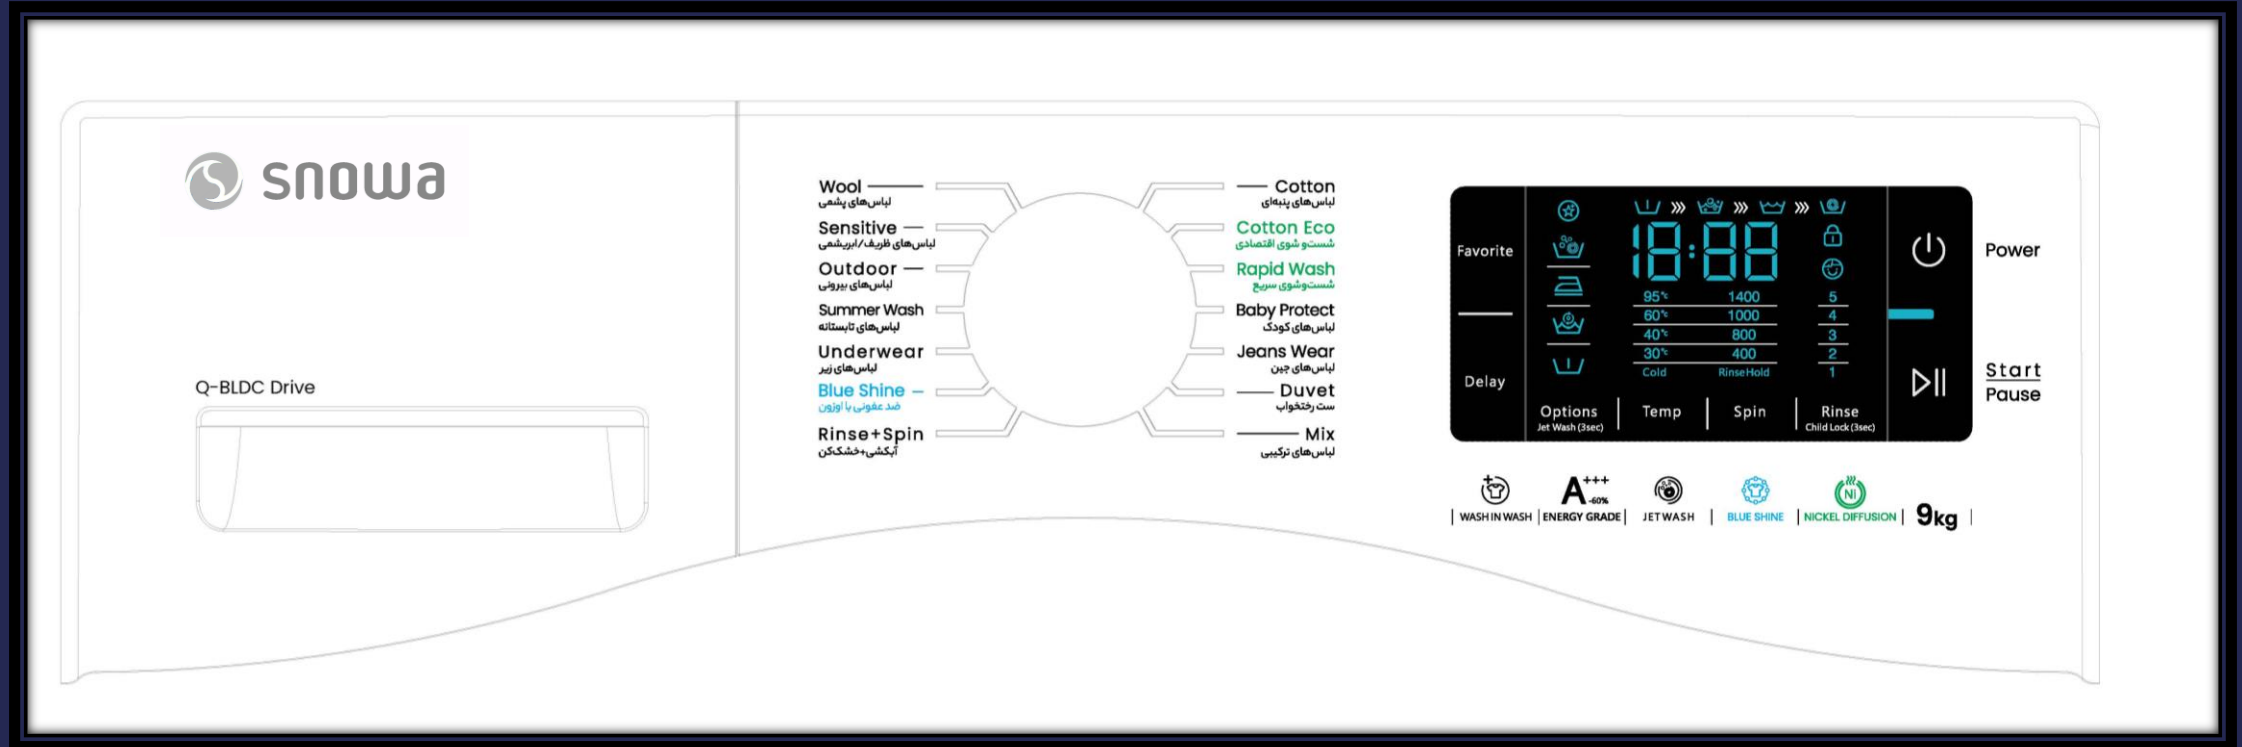 snowa
Q-BLDC Drive
Wool
لباس‌های پشمی
Sensitive
لباس‌های ظریف/ابریشمی
Outdoor
لباس‌های بیرونی
Summer Wash
لباس‌های تابستانه
Underwear
لباس‌های زیر
Blue Shine
ضد عفونی با اوزون
Rinse+Spin
آبکشی+خشک‌کن
Cotton
لباس‌های پنبه‌ای
Cotton Eco
شست‌و شوی اقتصادی
Rapid Wash
شست‌وشوی سریع
Baby Protect
لباس‌های کودک
Jeans Wear
لباس‌های جین
Duvet
ست رختخواب
Mix
لباس‌های ترکیبی
Favorite
Delay
18:88
95°c 1400 5
60°c 1000 4
40°c 800 3
30°c 400 2
Cold RinseHold 1
Options Temp Spin Rinse
Jet Wash (3sec) Child Lock (3sec)
Power
Start
Pause
A+++ -60%
NI
WASH IN WASH | ENERGY GRADE | JET WASH | BLUE SHINE | NICKEL DIFFUSION | 9kg